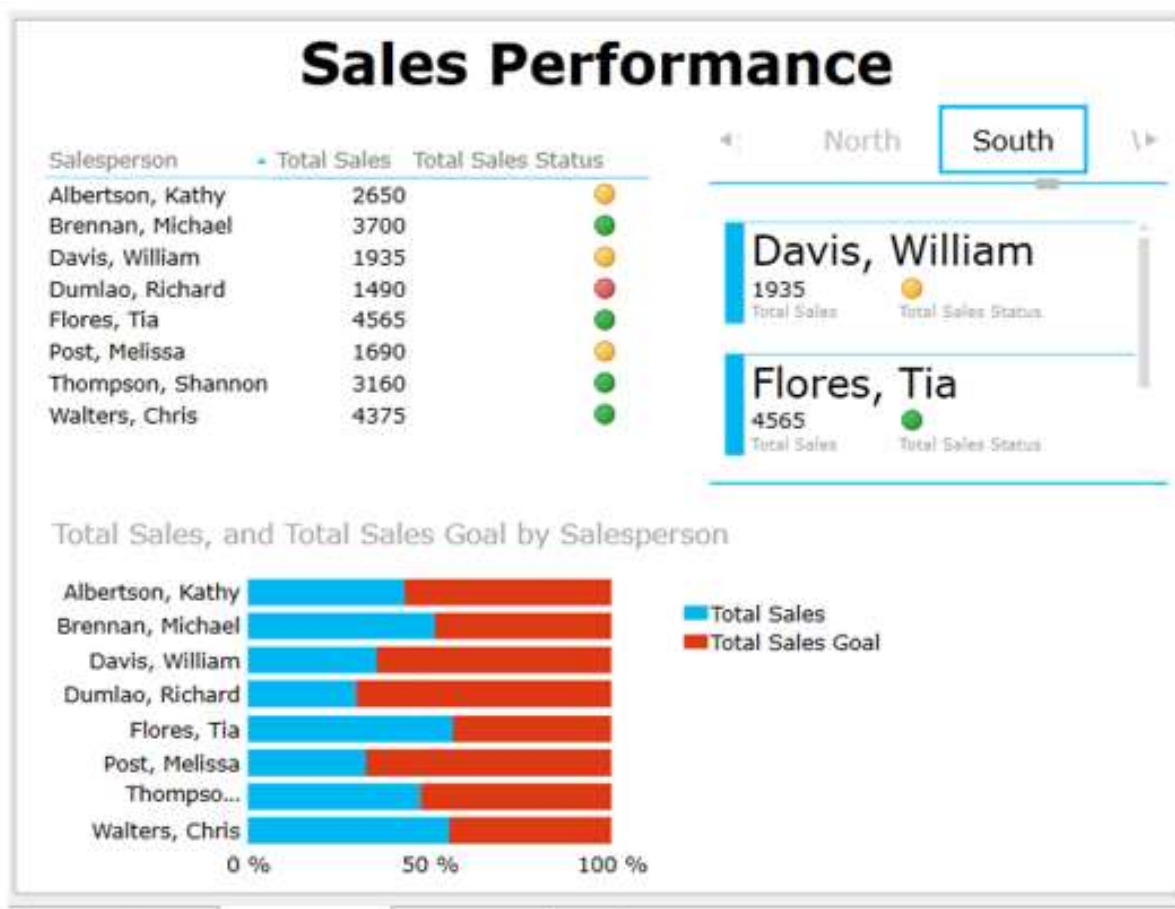 Sales Performance
Salesperson Total Sales Total Sales Status
Albertson, Kathy 2650
Brennan, Michael 3700
Davis, William 1935
Dumlao, Richard 1490
Flores, Tia 4565
Post, Melissa 1690
Thompson, Shannon 3160
Walters, Chris 4375
North South
Davis, William
1935
Total Sales Total Sales Status
Flores, Tia
4565
Total Sales Total Sales Status
Total Sales, and Total Sales Goal by Salesperson
Albertson, Kathy
Brennan, Michael
Davis, William
Dumlao, Richard
Flores, Tia
Post, Melissa
Thompso...
Walters, Chris
0 % 50 % 100 %
Total Sales
Total Sales Goal